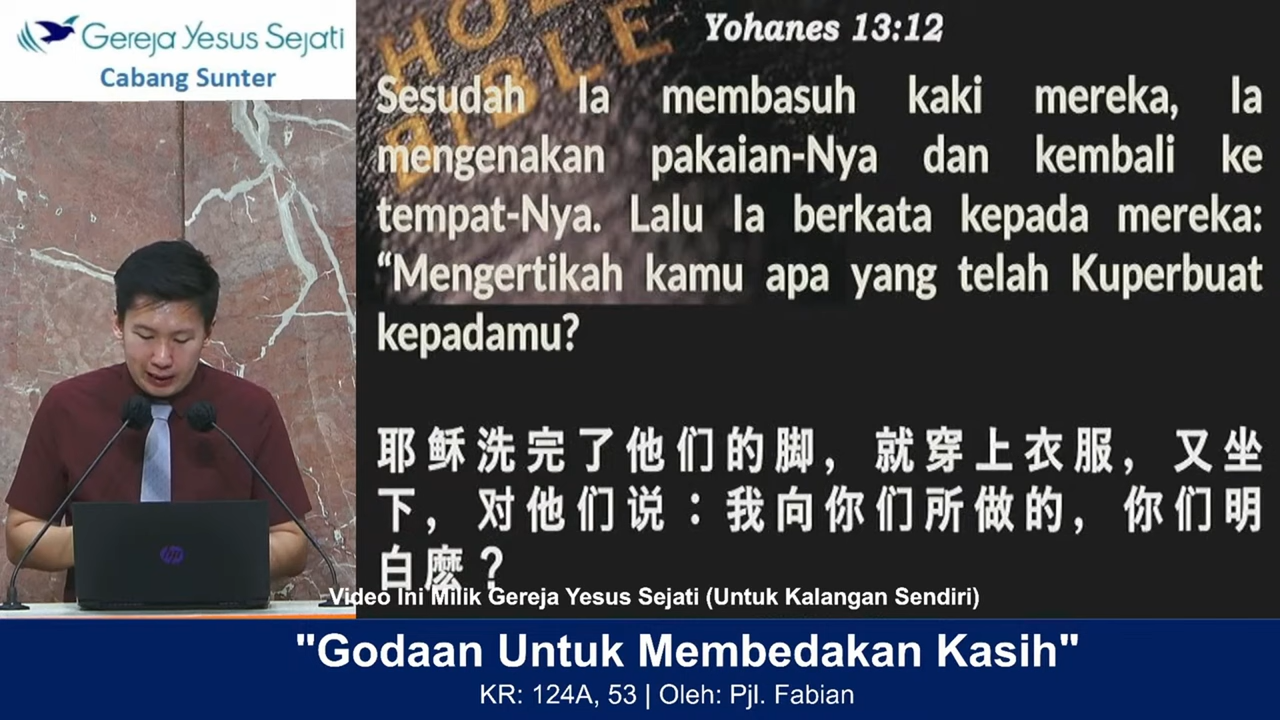 Gereja Yesus Sejati
Cabang Sunter
HOLY
BIBLE
Yohanes 13:12
Sesudah Ia membasuh kaki mereka, Ia
mengenakan pakaian-Nya dan kembali ke
tempat-Nya. Lalu Ia berkata kepada mereka:
“Mengertikah kamu apa yang telah Kuperbuat
kepadamu?
耶稣洗完了他们的脚，就穿上衣服，又坐
下，对他们说：我向你们所做的，你们明
白麽？
hp
Video Ini Milik Gereja Yesus Sejati (Untuk Kalangan Sendiri)
"Godaan Untuk Membedakan Kasih"
KR: 124A, 53 | Oleh: Pjl. Fabian